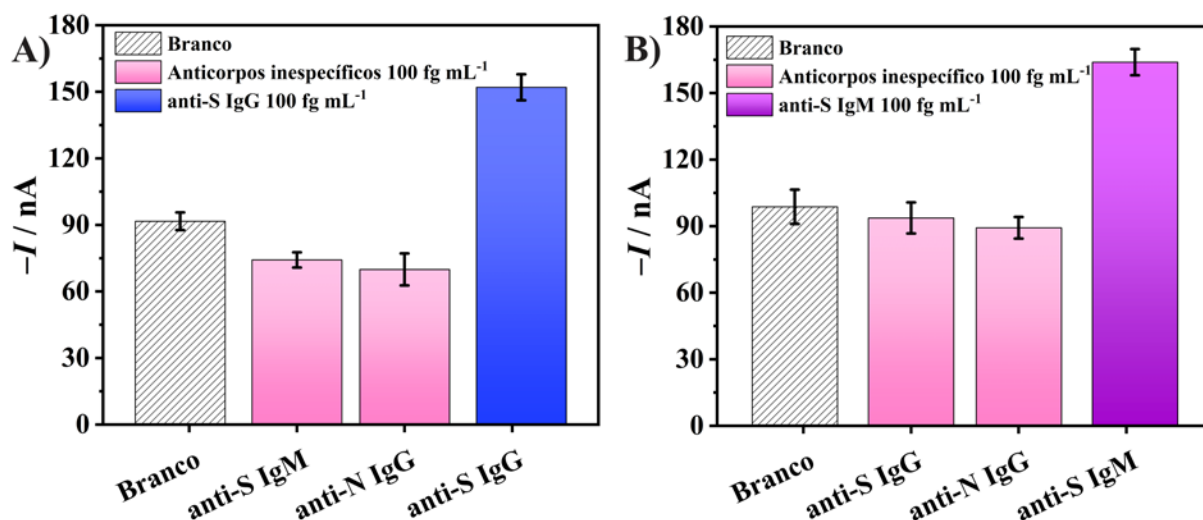 A)
180
150
120
90
60
30
0
–I / nA
Branco
Anticorpos inespecíficos 100 fg mL⁻¹
anti-S IgG 100 fg mL⁻¹
Branco
anti-S IgM
anti-N IgG
anti-S IgG
B)
180
150
120
90
60
30
0
–I / nA
Branco
Anticorpos inespecífico 100 fg mL⁻¹
anti-S IgM 100 fg mL⁻¹
Branco
anti-S IgG
anti-N IgG
anti-S IgM